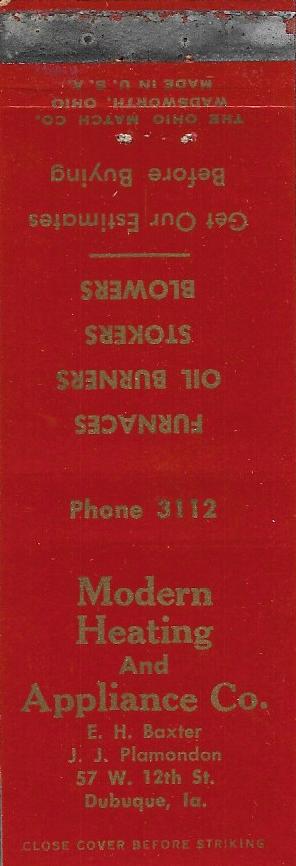 THE OHIO MATCH CO.
WADSWORTH, OHIO
MADE IN U. S. A.
FURNACES
OIL BURNERS
STOKERS
BLOWERS
Get Our Estimates
Before Buying
Phone 3112
Modern
Heating
And
Appliance Co.
E. H. Baxter
J. J. Plamondon
57 W. 12th St.
Dubuque, Ia.
CLOSE COVER BEFORE STRIKING